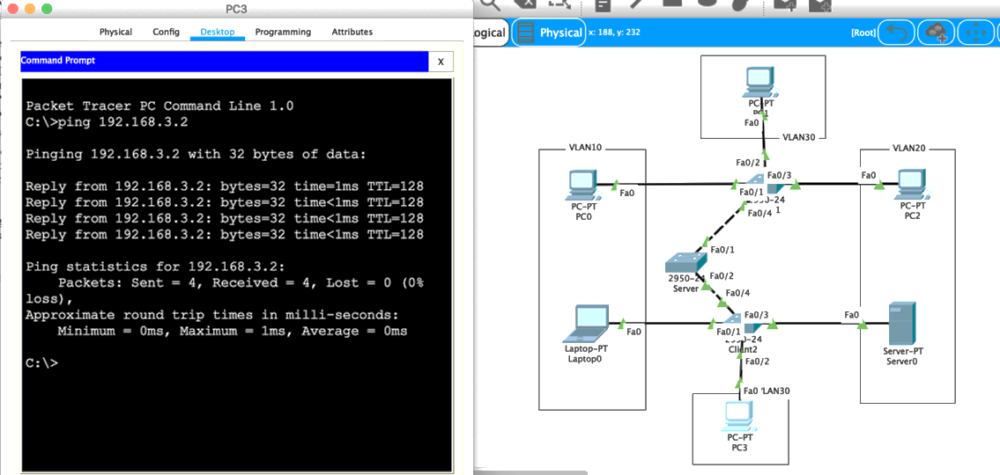 PC3
Physical Config Desktop Programming Attributes
Command Prompt X
Packet Tracer PC Command Line 1.0
C:\>ping 192.168.3.2
Pinging 192.168.3.2 with 32 bytes of data:
Reply from 192.168.3.2: bytes=32 time=1ms TTL=128
Reply from 192.168.3.2: bytes=32 time<1ms TTL=128
Reply from 192.168.3.2: bytes=32 time<1ms TTL=128
Reply from 192.168.3.2: bytes=32 time<1ms TTL=128
Ping statistics for 192.168.3.2:
Packets: Sent = 4, Received = 4, Lost = 0 (0%
loss),
Approximate round trip times in milli-seconds:
Minimum = 0ms, Maximum = 1ms, Average = 0ms
C:\>
ogical Physical x: 188, y: 232 [Root]
PC-PT
PC1
Fa0
VLAN30
VLAN10
VLAN20
Fa0/2
Fa0
Fa0/3
Fa0
Fa0/1
PC-PT
PC0
PC-PT
PC2
Fa0/4
Fa0/1
2950-24
Server
Fa0/2
Fa0/4
Fa0/3
Fa0
Fa0
Fa0/1
Laptop-PT
Laptop0
Client2
Fa0/2
Server-PT
Server0
Fa0
LAN30
PC-PT
PC3